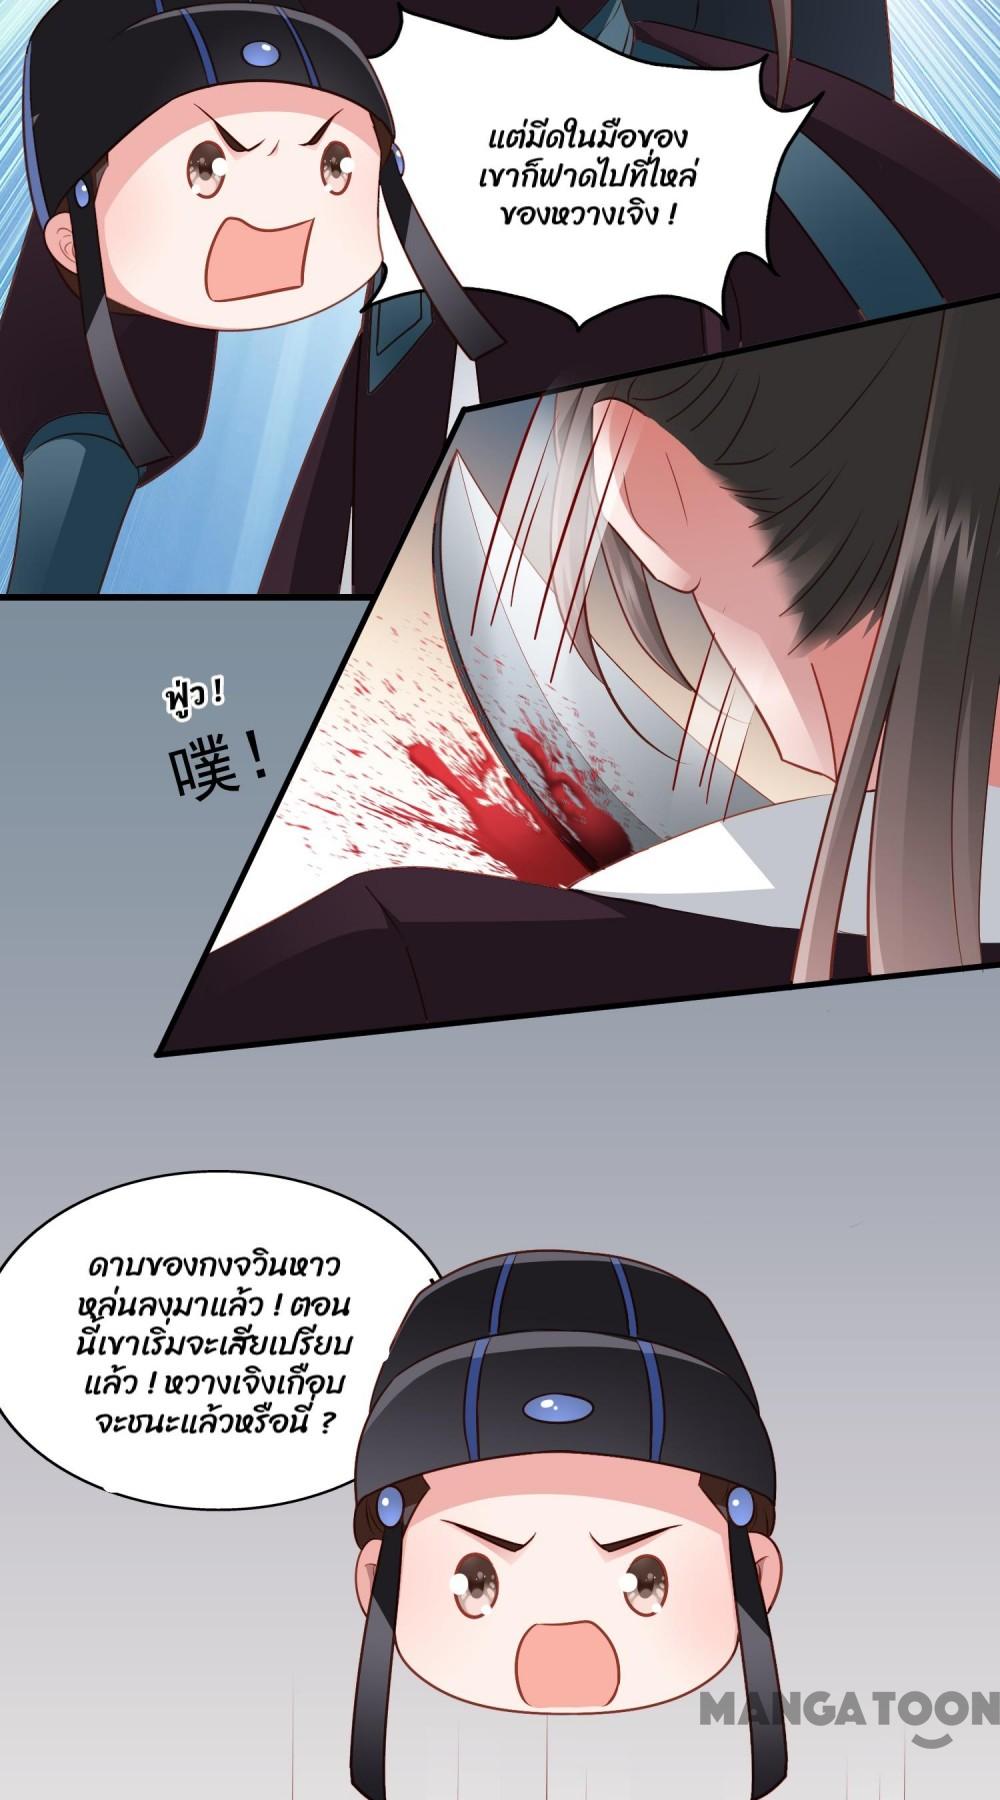 แต่มีดในมือของ
เขาก็ฟาดไปที่ไหล่
ของหวางเจิง !
ฟู่ว !
噗！
ดาบของกงจวินหาว
หล่นลงมาแล้ว ! ตอน
นี้เขาเริ่มจะเสียเปรียบ
แล้ว ! หวางเจิงเกือบ
จะชนะแล้วหรือนี่ ?
MANGATOON